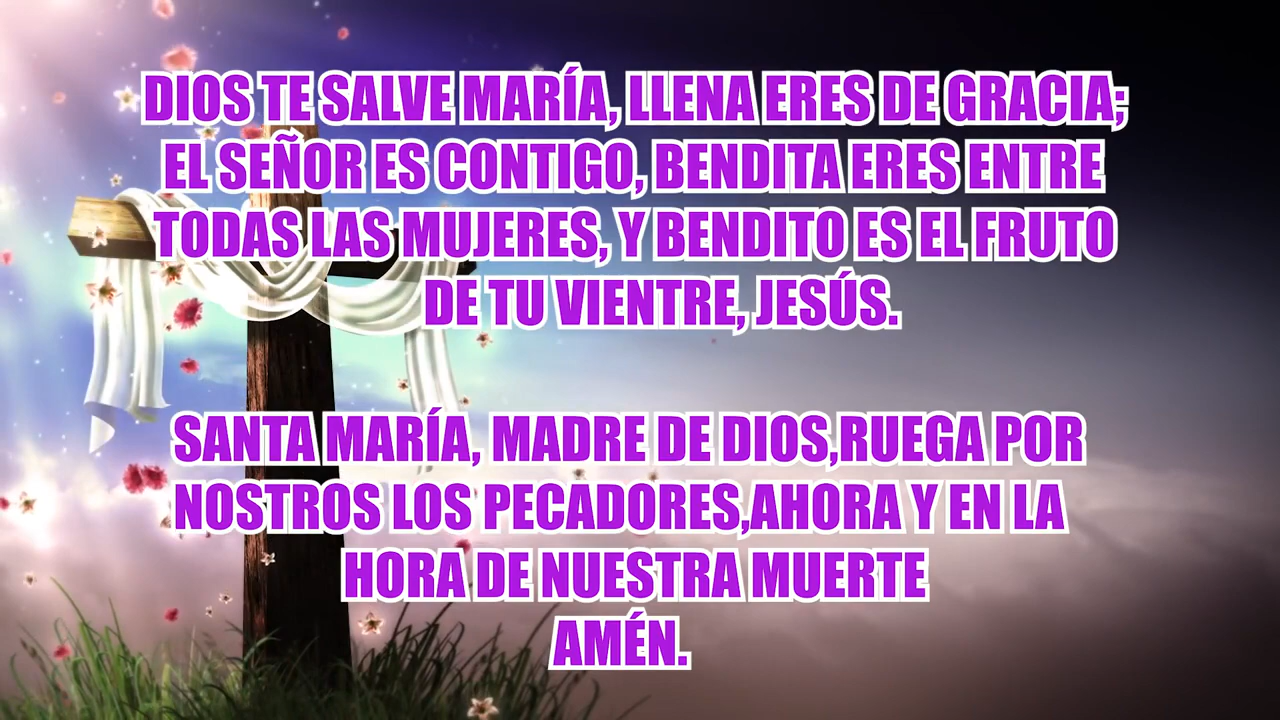 DIOS TE SALVE MARÍA, LLENA ERES DE GRACIA;
EL SEÑOR ES CONTIGO, BENDITA ERES ENTRE
TODAS LAS MUJERES, Y BENDITO ES EL FRUTO
DE TU VIENTRE, JESÚS.
SANTA MARÍA, MADRE DE DIOS,RUEGA POR
NOSTROS LOS PECADORES,AHORA Y EN LA
HORA DE NUESTRA MUERTE
AMÉN.